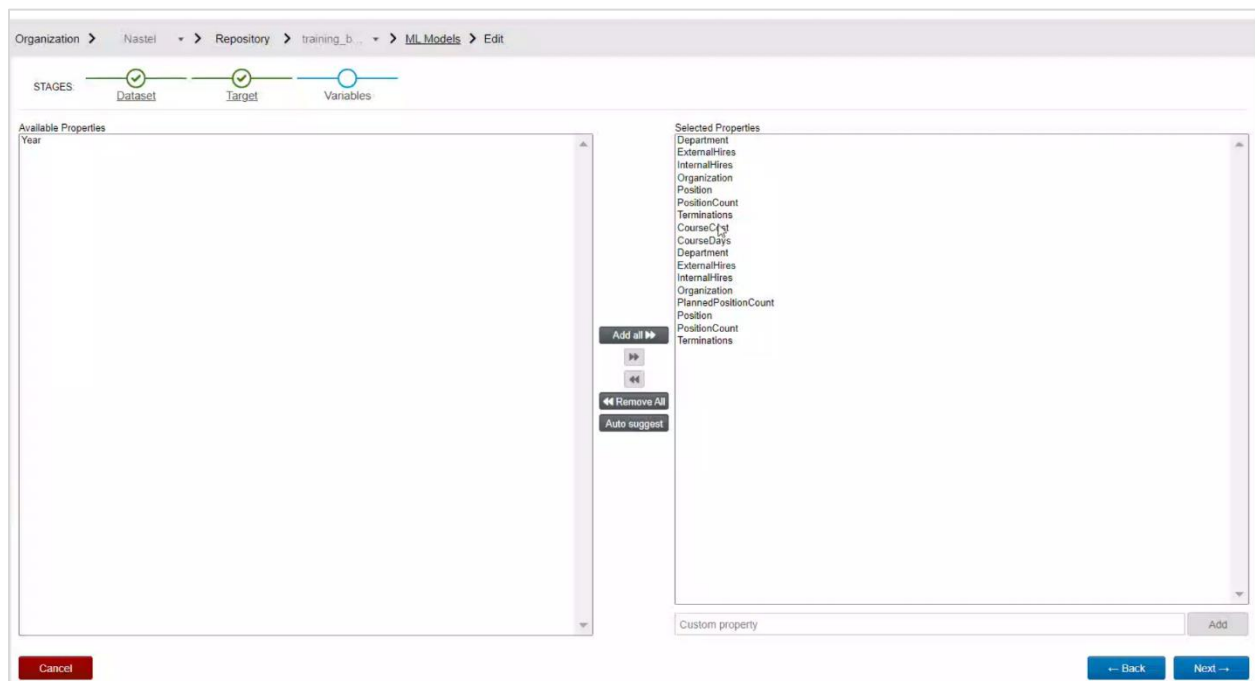 Organization > Nastel > Repository > training_b... > ML Models > Edit
STAGES
Dataset
Target
Variables
Available Properties
Year
Selected Properties
Department
ExternalHires
InternalHires
Organization
Position
PositionCount
Terminations
CourseCost
CourseDays
Department
ExternalHires
InternalHires
Organization
PlannedPositionCount
Position
PositionCount
Terminations
Add all
Remove All
Auto suggest
Custom property
Add
Cancel
← Back
Next →